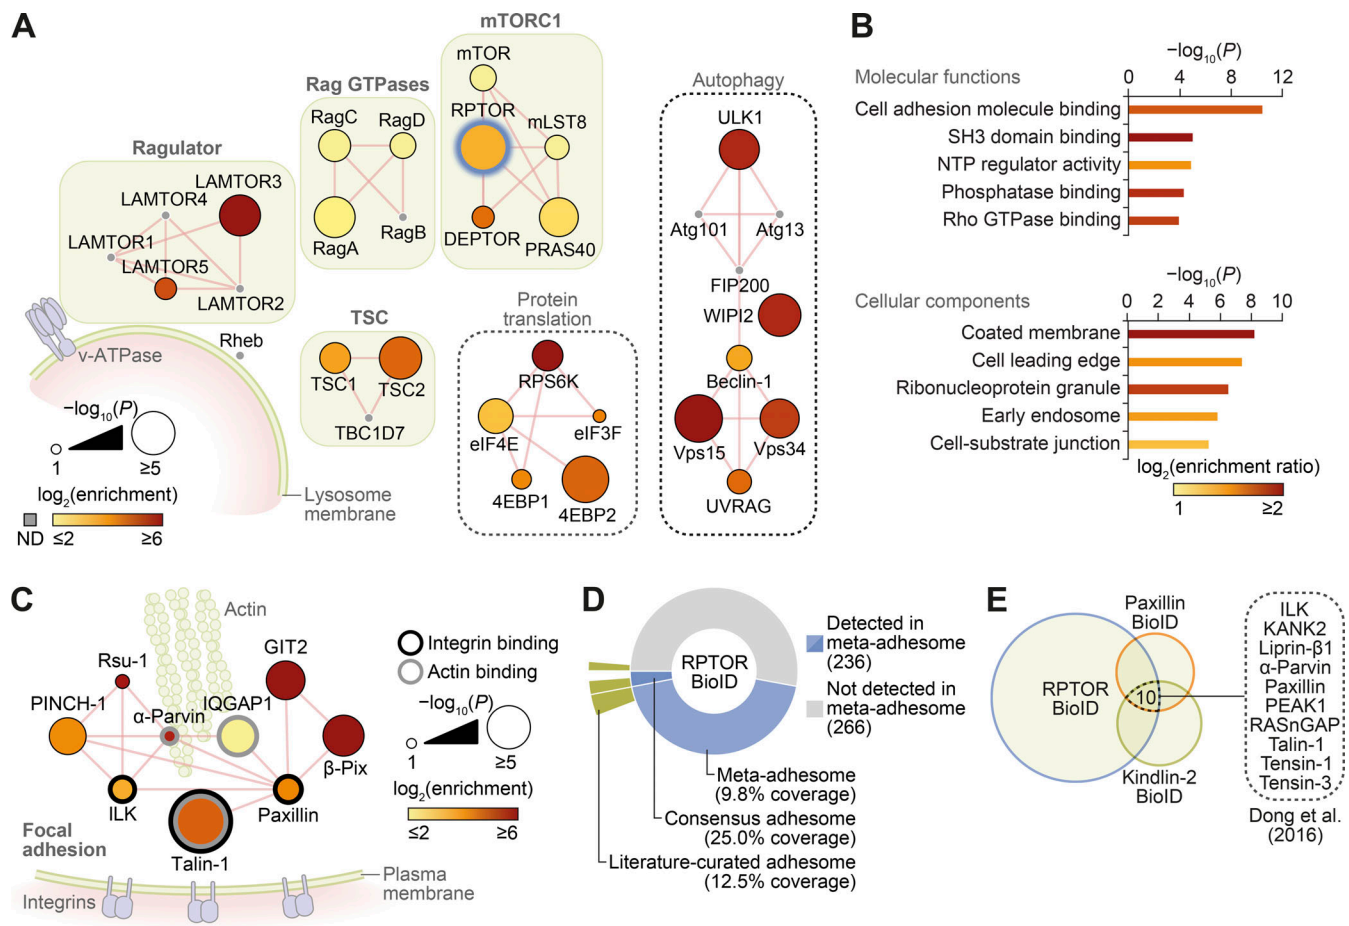 A
Ragulator
LAMTOR3
LAMTOR4
LAMTOR1
LAMTOR5
LAMTOR2
v-ATPase
Rheb
Rag GTPases
RagC
RagD
RagA
RagB
mTORC1
mTOR
RPTOR
mLST8
DEPTOR
PRAS40
TSC
TSC1
TSC2
TBC1D7
Protein
translation
RPS6K
eIF4E
eIF3F
4EBP1
4EBP2
Autophagy
ULK1
Atg101
Atg13
FIP200
WIPI2
Beclin-1
Vps15
Vps34
UVRAG
−log10(P)
1
≥5
log2(enrichment)
ND
≤2
≥6
Lysosome
membrane
B
−log10(P)
Molecular functions
0 4 8 12
Cell adhesion molecule binding
SH3 domain binding
NTP regulator activity
Phosphatase binding
Rho GTPase binding
−log10(P)
Cellular components
0 2 4 6 8 10
Coated membrane
Cell leading edge
Ribonucleoprotein granule
Early endosome
Cell-substrate junction
log2(enrichment ratio)
1
≥2
C
Actin
Rsu-1
GIT2
PINCH-1
α-Parvin
IQGAP1
β-Pix
ILK
Paxillin
Talin-1
Focal
adhesion
Integrins
Plasma
membrane
Integrin binding
Actin binding
−log10(P)
1
≥5
log2(enrichment)
≤2
≥6
D
RPTOR
BioID
Detected in
meta-adhesome
(236)
Not detected in
meta-adhesome
(266)
Meta-adhesome
(9.8% coverage)
Consensus adhesome
(25.0% coverage)
Literature-curated adhesome
(12.5% coverage)
E
Paxillin
BioID
RPTOR
BioID
10
Kindlin-2
BioID
ILK
KANK2
Liprin-β1
α-Parvin
Paxillin
PEAK1
RASnGAP
Talin-1
Tensin-1
Tensin-3
Dong et al.
(2016)